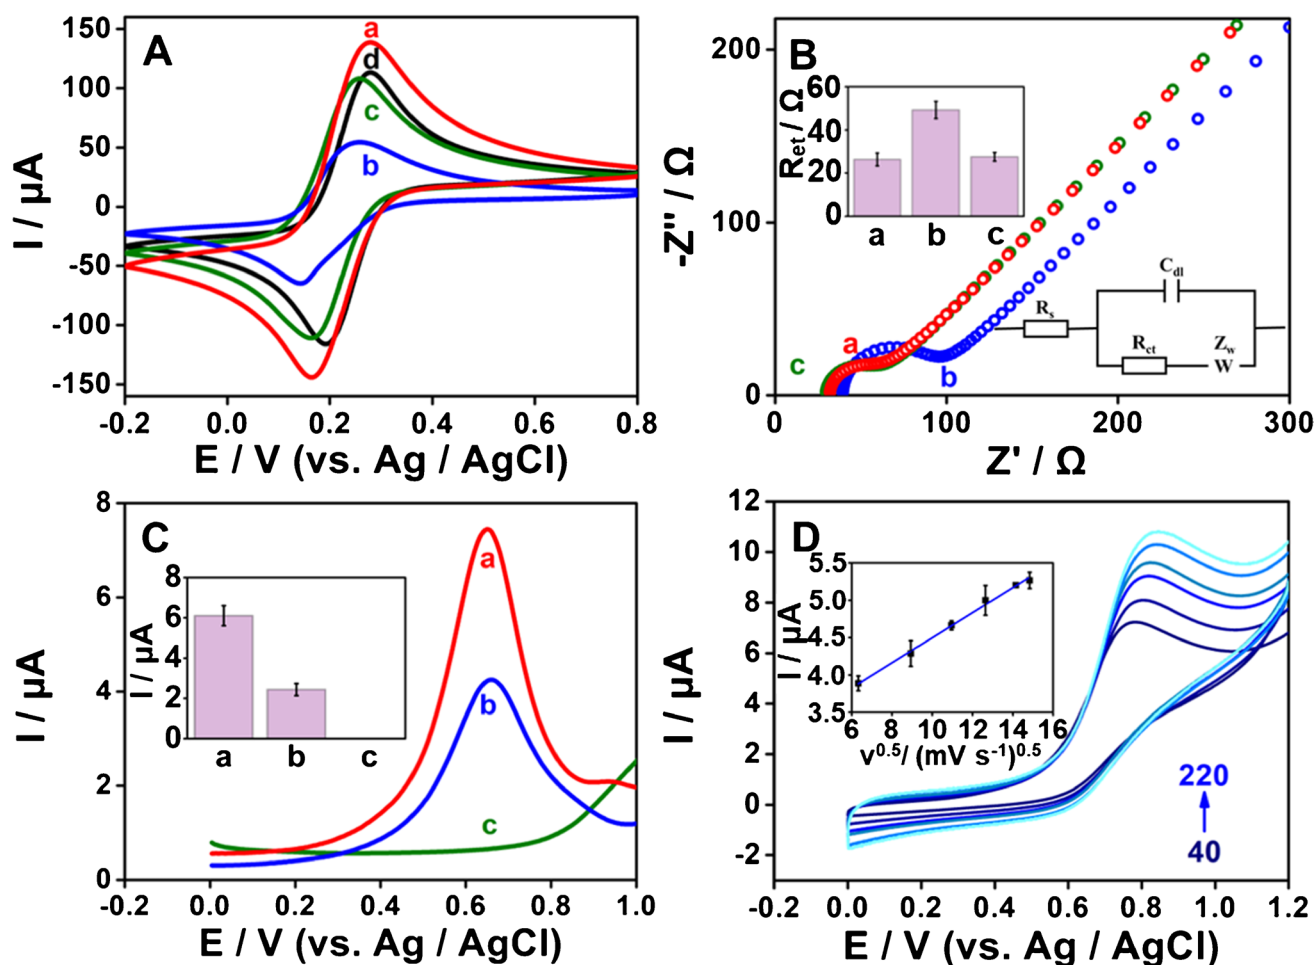 A
150
100
50
0
-50
-100
-150
I / μA
a
d
c
b
-0.2 0.0 0.2 0.4 0.6 0.8
E / V (vs. Ag / AgCl)
B
200
100
0
-Z'' / Ω
60
40
20
0
Ret / Ω
a b c
a
c
b
Rs
Cdl
Rct
Zw
W
0 100 200 300
Z' / Ω
C
8
6
4
2
0
I / μA
8
6
4
2
0
I / μA
a b c
a
b
c
-0.2 0.0 0.2 0.4 0.6 0.8 1.0
E / V (vs. Ag / AgCl)
D
12
10
8
6
4
2
0
-2
I / μA
5.5
5.0
4.5
4.0
3.5
I / μA
6 8 10 12 14 16
v0.5/ (mV s-1)0.5
220
40
-0.2 0.0 0.2 0.4 0.6 0.8 1.0 1.2
E / V (vs. Ag / AgCl)